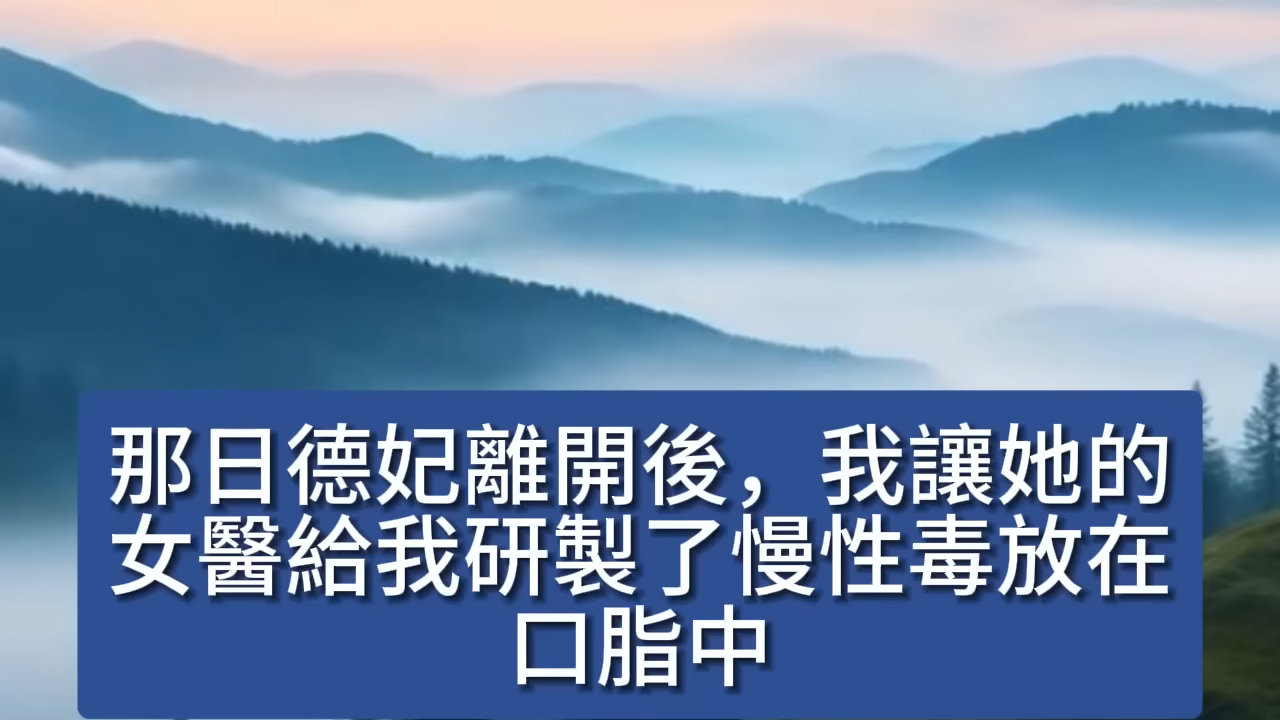 那日德妃離開後，我讓她的
女醫給我研製了慢性毒放在
口脂中